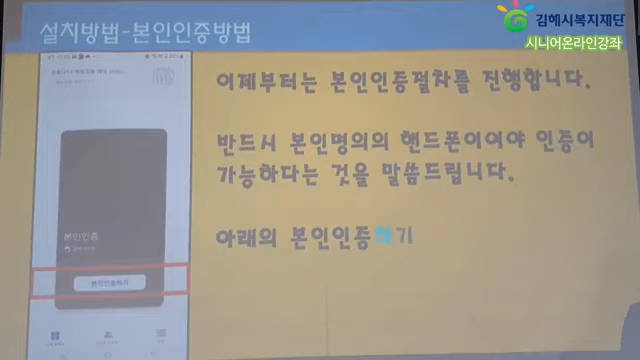 설치방법-본인인증방법
김해시복지재단
시니어온라인강좌
이제부터는 본인인증절차를 진행합니다.
반드시 본인명의의 핸드폰이어야 인증이
가능하다는 것을 말씀드립니다.
아래의 본인인증하기
본인인증
본인인증하기